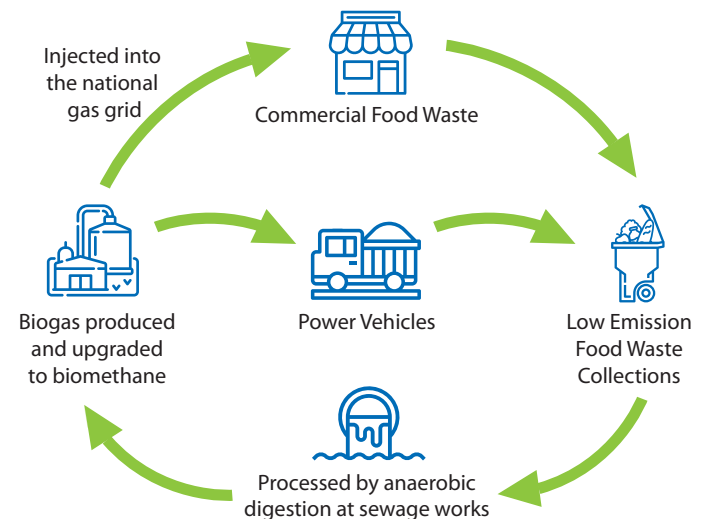 Injected into
the national
gas grid
Commercial Food Waste
Biogas produced
and upgraded
to biomethane
Power Vehicles
Low Emission
Food Waste
Collections
Processed by anaerobic
digestion at sewage works